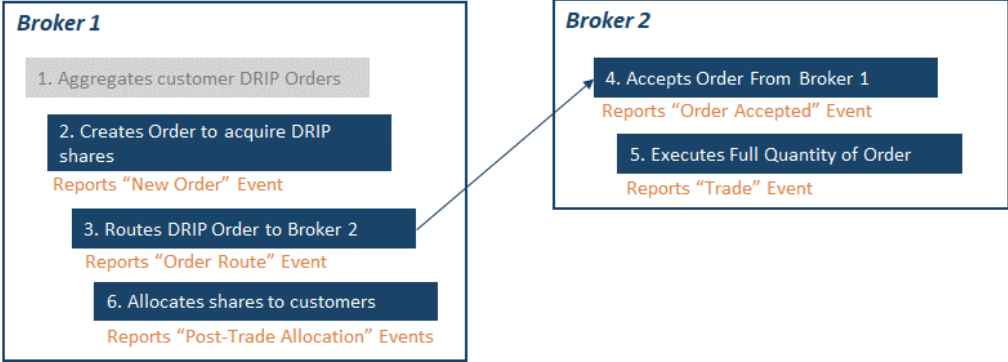 Broker 1
1. Aggregates customer DRIP Orders
2. Creates Order to acquire DRIP
shares
Reports “New Order” Event
3. Routes DRIP Order to Broker 2
Reports “Order Route” Event
6. Allocates shares to customers
Reports “Post-Trade Allocation” Events
Broker 2
4. Accepts Order From Broker 1
Reports “Order Accepted” Event
5. Executes Full Quantity of Order
Reports “Trade” Event